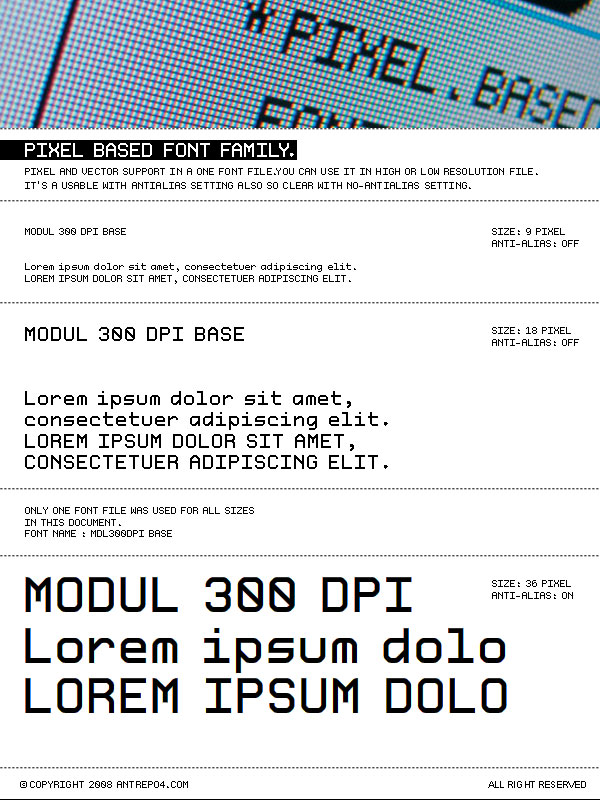 *PIXEL.BASED
FONT
PIXEL BASED FONT FAMILY.
PIXEL AND VECTOR SUPPORT IN A ONE FONT FILE.YOU CAN USE IT IN HIGH OR LOW RESOLUTION FILE.
IT'S A USABLE WITH ANTIALIAS SETTING ALSO SO CLEAR WITH NO-ANTIALIAS SETTING.
MODUL 300 DPI BASE
SIZE: 9 PIXEL
ANTI-ALIAS: OFF
Lorem ipsum dolor sit amet, consectetuer adipiscing elit.
LOREM IPSUM DOLOR SIT AMET, CONSECTETUER ADIPISCING ELIT.
MODUL 300 DPI BASE
SIZE: 18 PIXEL
ANTI-ALIAS: OFF
Lorem ipsum dolor sit amet,
consectetuer adipiscing elit.
LOREM IPSUM DOLOR SIT AMET,
CONSECTETUER ADIPISCING ELIT.
ONLY ONE FONT FILE WAS USED FOR ALL SIZES
IN THIS DOCUMENT.
FONT NAME : MDL300DPI BASE
MODUL 300 DPI
SIZE: 36 PIXEL
ANTI-ALIAS: ON
Lorem ipsum dolo
LOREM IPSUM DOLO
©COPYRIGHT 2008 ANTREPO4.COM
ALL RIGHT RESERVED